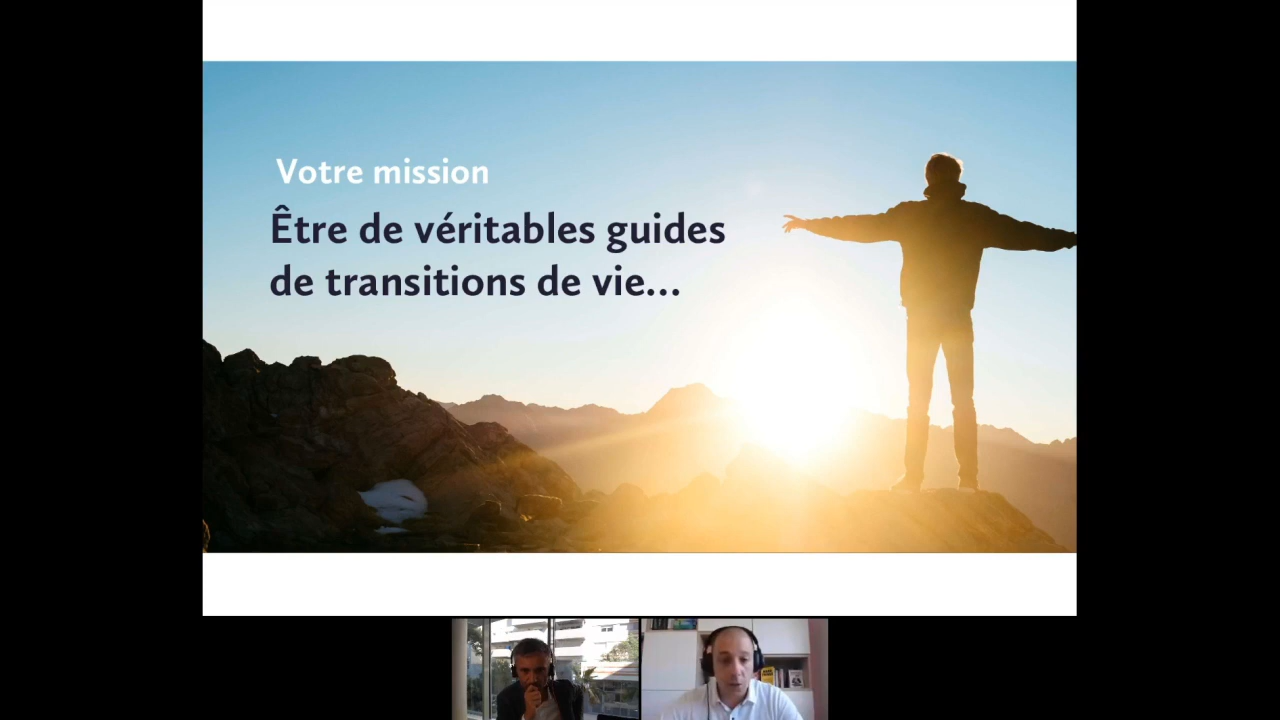 Votre mission
Être de véritables guides
de transitions de vie...